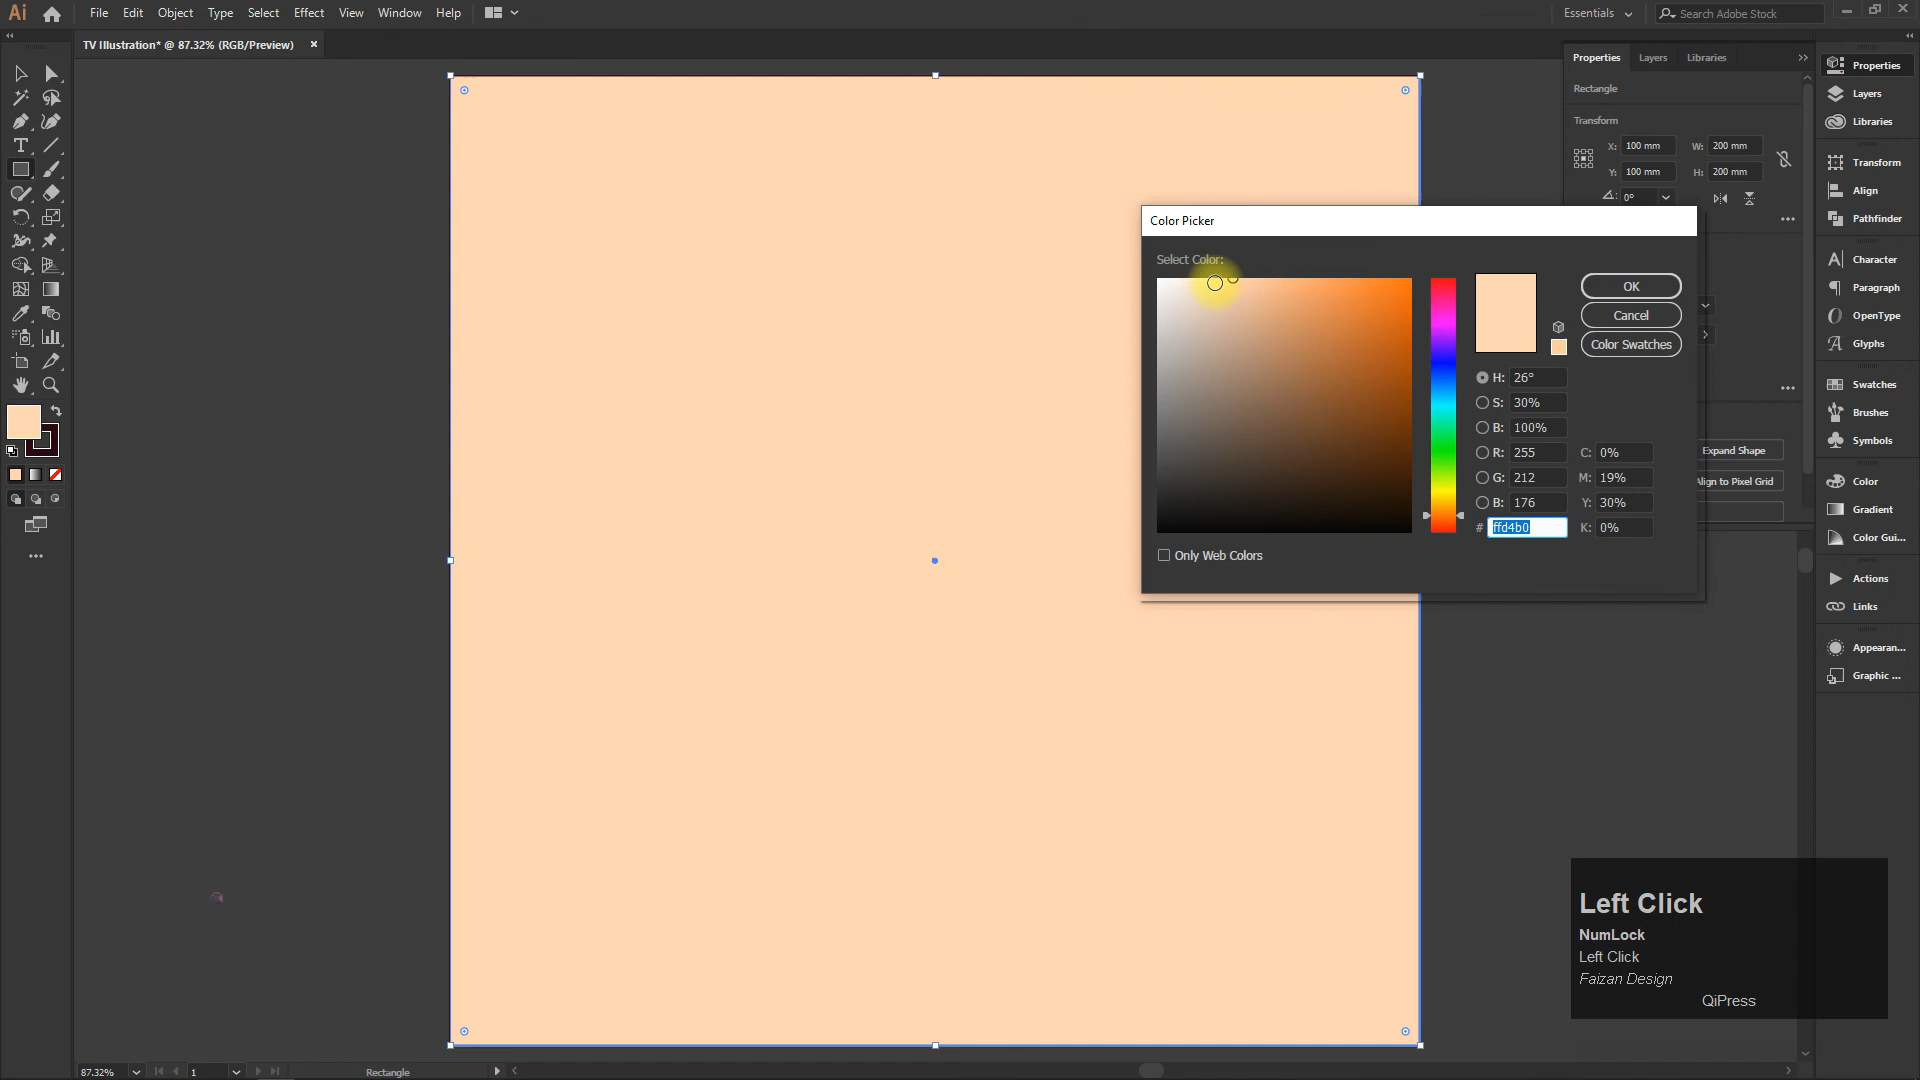 Ai File Edit Object Type Select Effect View Window Help Essentials Search Adobe Stock
TV Illustration* @ 87.32% (RGB/Preview) ×
Properties Layers Libraries
Rectangle
Transform
X: 100 mm W: 200 mm
Y: 100 mm H: 200 mm
0°
Color Picker
Select Color:
OK
Cancel
Color Swatches
H: 26°
S: 30%
B: 100%
R: 255 C: 0%
G: 212 M: 19%
B: 176 Y: 30%
# ffd4b0 K: 0%
Only Web Colors
Expand Shape
Align to Pixel Grid
Properties
Layers
Libraries
Transform
Align
Pathfinder
Character
Paragraph
OpenType
Glyphs
Swatches
Brushes
Symbols
Color
Gradient
Color Gui...
Actions
Links
Appearan...
Graphic ...
Left Click
NumLock
Left Click
Faizan Design
QiPress
87.32% 1 Rectangle